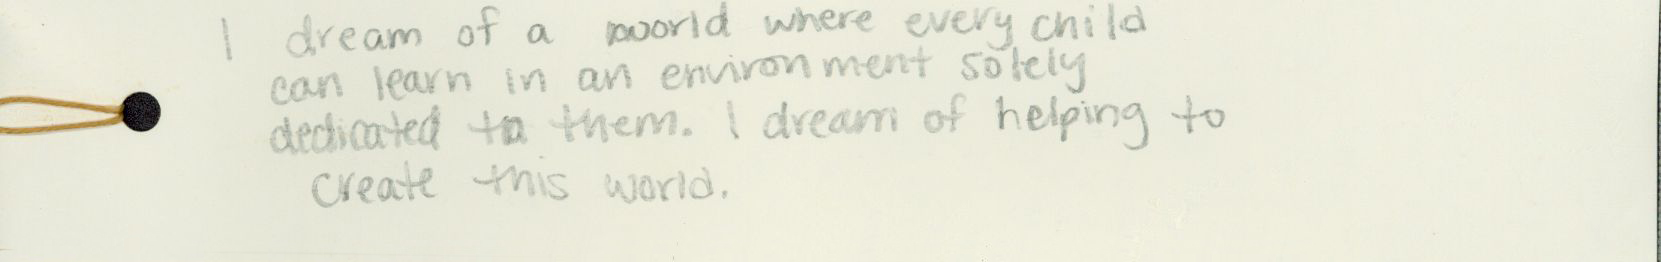 I dream of a world where every child
can learn in an environment solely
dedicated to them. I dream of helping to
create this world.